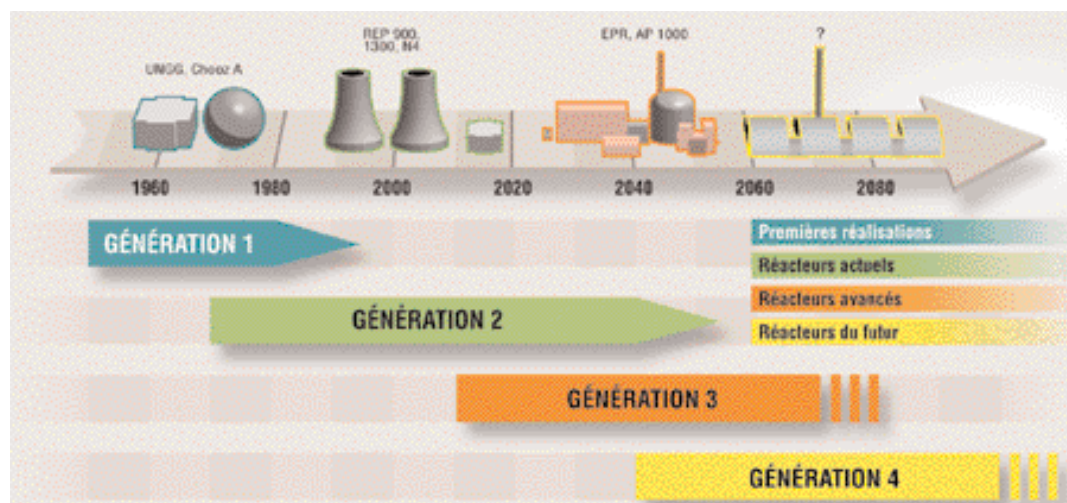 REP 900,
1300, N4
EPR, AP 1000
?
UNGG, Chooz A
1960
1980
2000
2020
2040
2060
2080
GÉNÉRATION 1
Premières réalisations
Réacteurs actuels
GÉNÉRATION 2
Réacteurs avancés
Réacteurs du futur
GÉNÉRATION 3
GÉNÉRATION 4